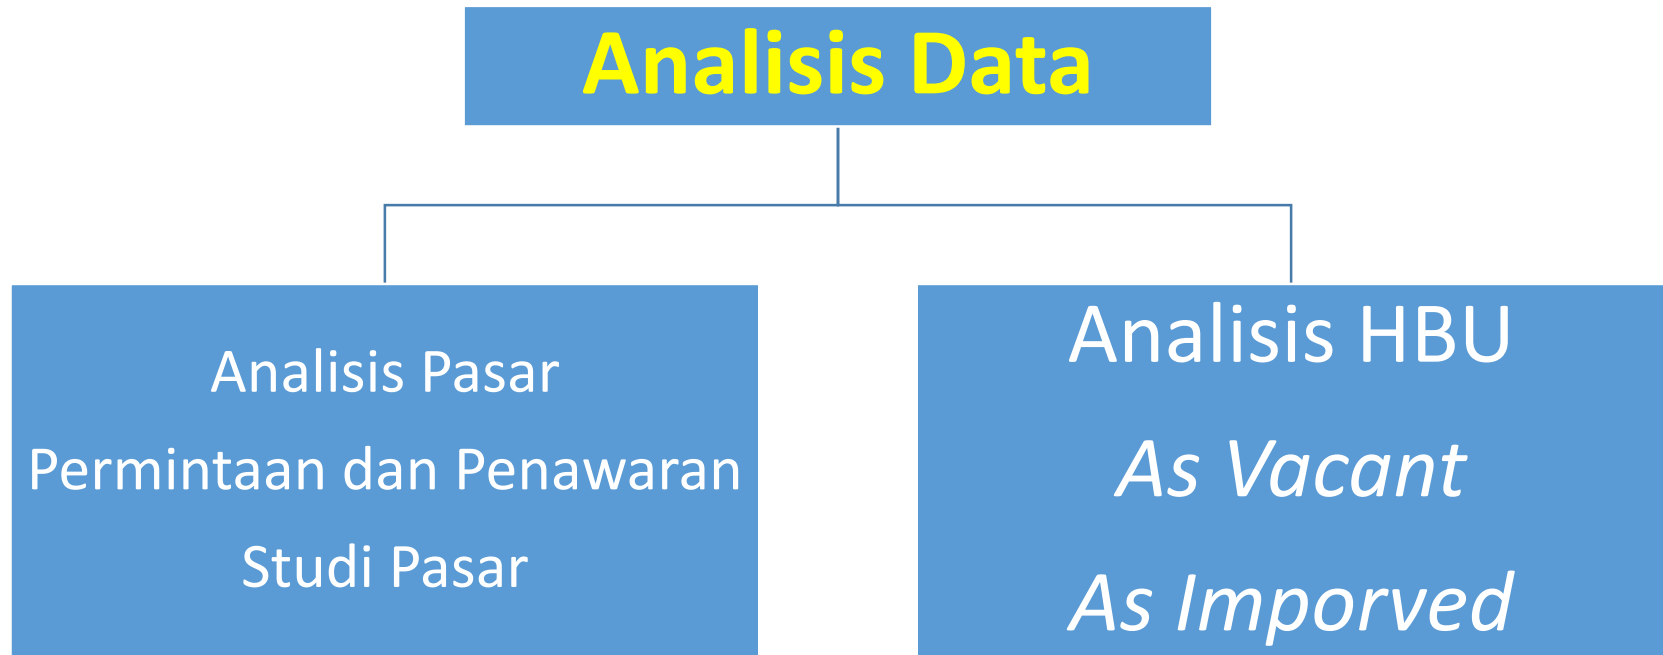 Analisis Data
Analisis Pasar
Permintaan dan Penawaran
Studi Pasar
Analisis HBU
As Vacant
As Imporved